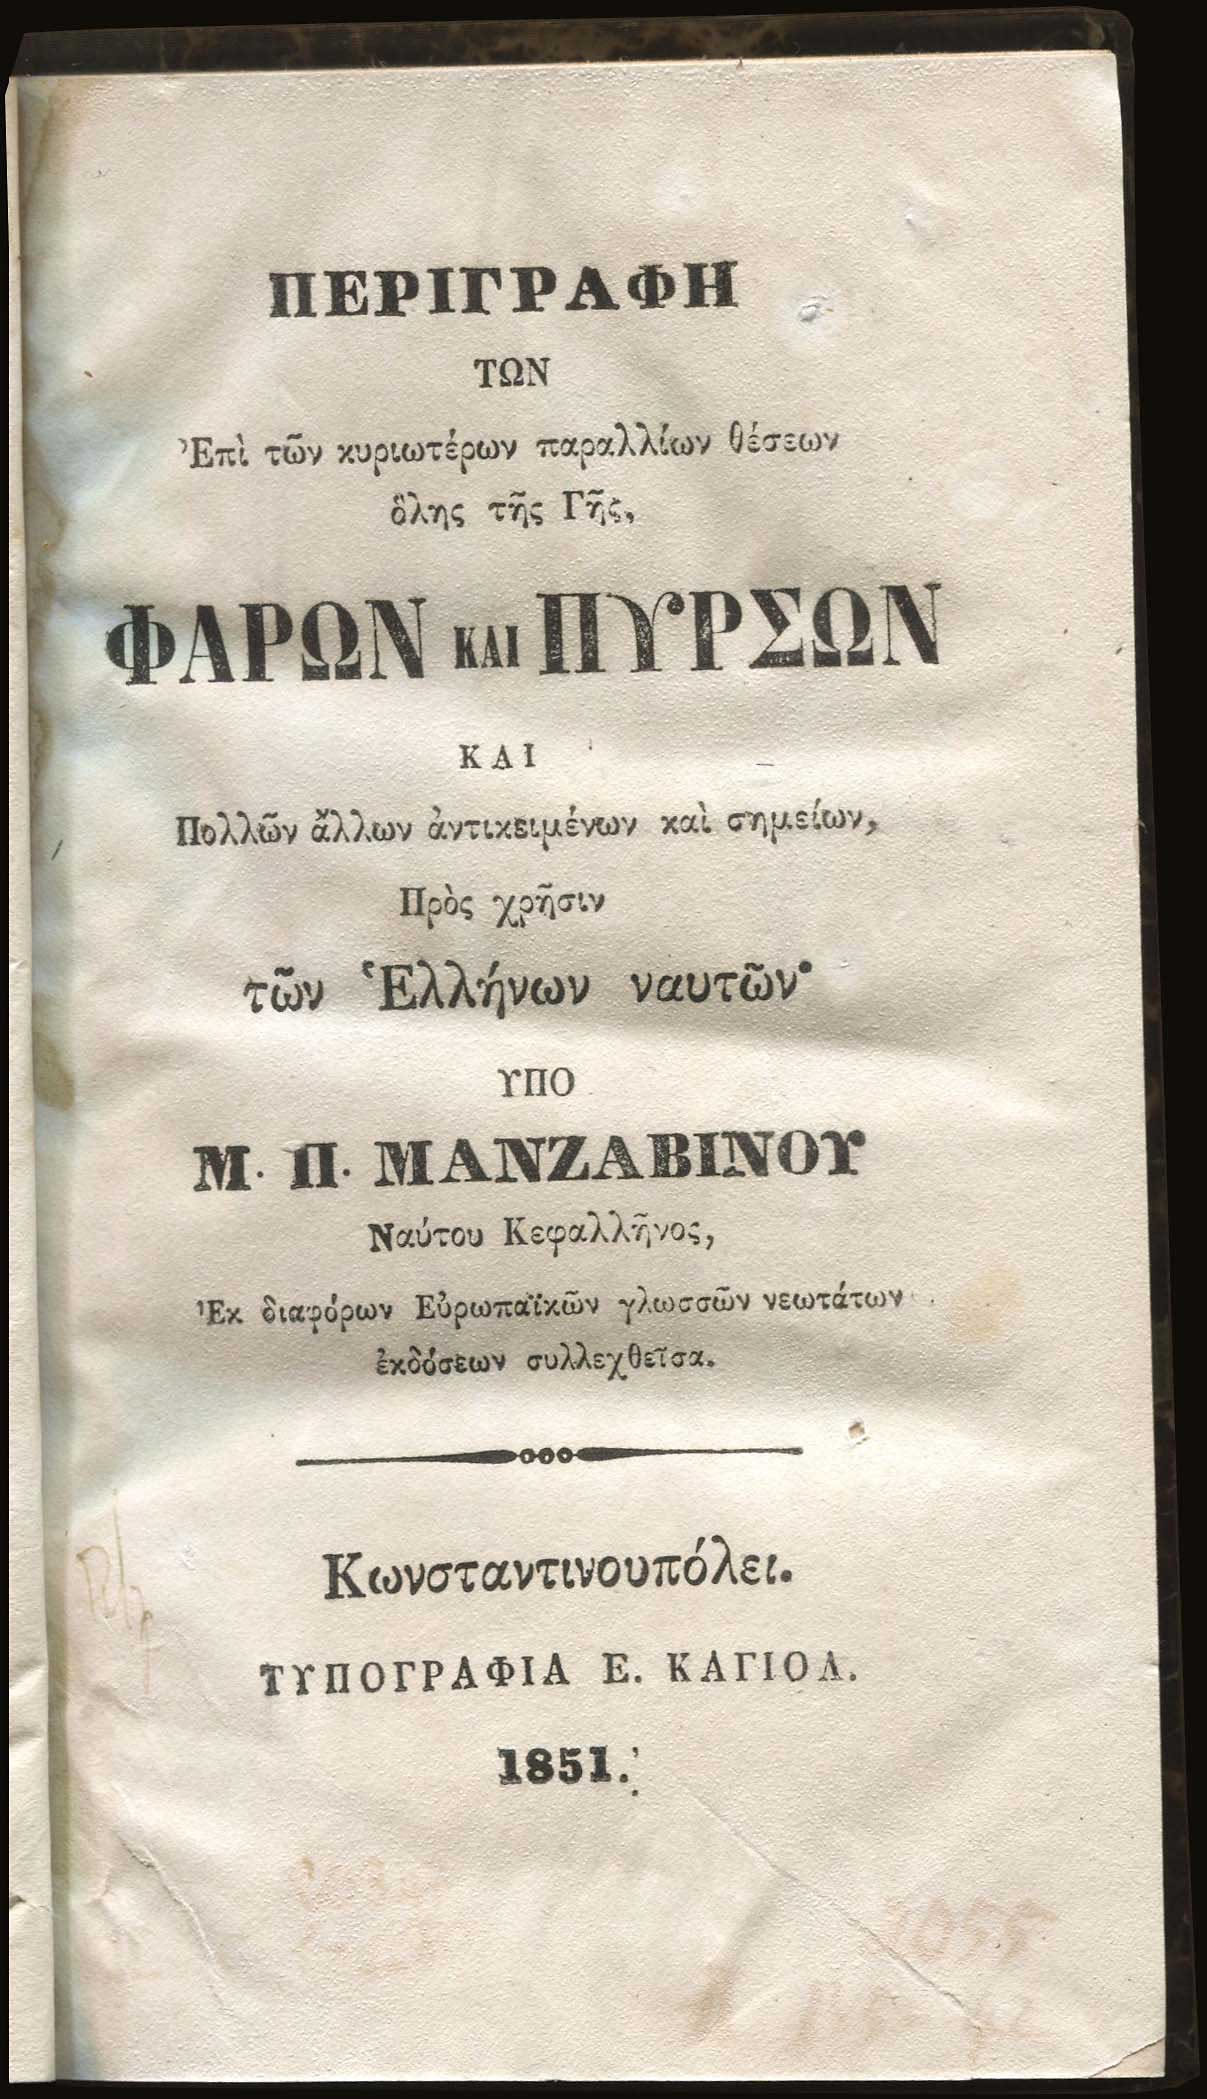 ΠΕΡΙΓΡΑΦΗ
ΤΩΝ
Ἐπὶ τῶν κυριωτέρων παραλλίων θέσεων
ὅλης τῆς Γῆς,
ΦΑΡΩΝ ΚΑΙ ΠΥΡΣΩΝ
ΚΑΙ
Πολλῶν ἄλλων ἀντικειμένων καὶ σημείων,
Πρὸς χρῆσιν
τῶν Ἑλλήνων ναυτῶν·
ΥΠΟ
Μ. Π. ΜΑΝΖΑΒΙΝΟΥ
Ναύτου Κεφαλλῆνος,
Ἐκ διαφόρων Εὐρωπαϊκῶν γλωσσῶν νεωτάτων
ἐκδόσεων συλλεχθεῖσα.
Κωνσταντινουπόλει.
ΤΥΠΟΓΡΑΦΙΑ Ε. ΚΑΓΙΟΛ.
1851.